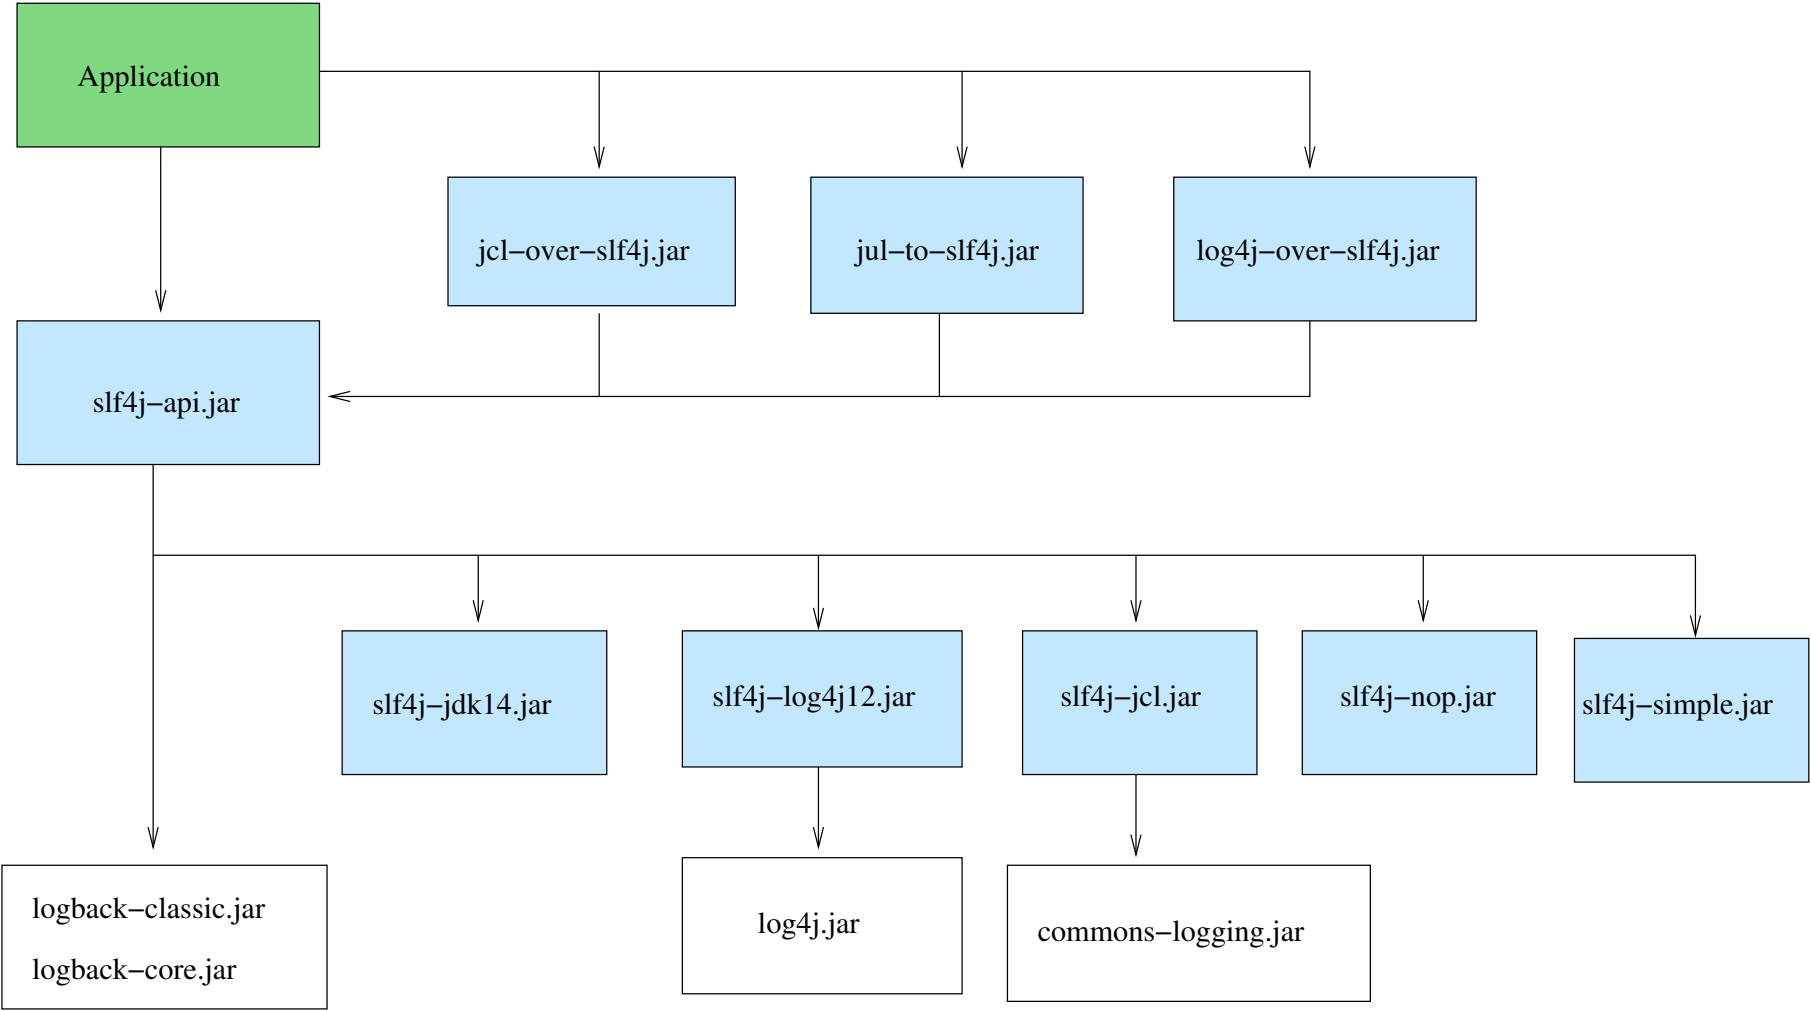 Application
jcl−over−slf4j.jar
jul−to−slf4j.jar
log4j−over−slf4j.jar
slf4j−api.jar
slf4j−jdk14.jar
slf4j−log4j12.jar
slf4j−jcl.jar
slf4j−nop.jar
slf4j−simple.jar
logback−classic.jar
logback−core.jar
log4j.jar
commons−logging.jar